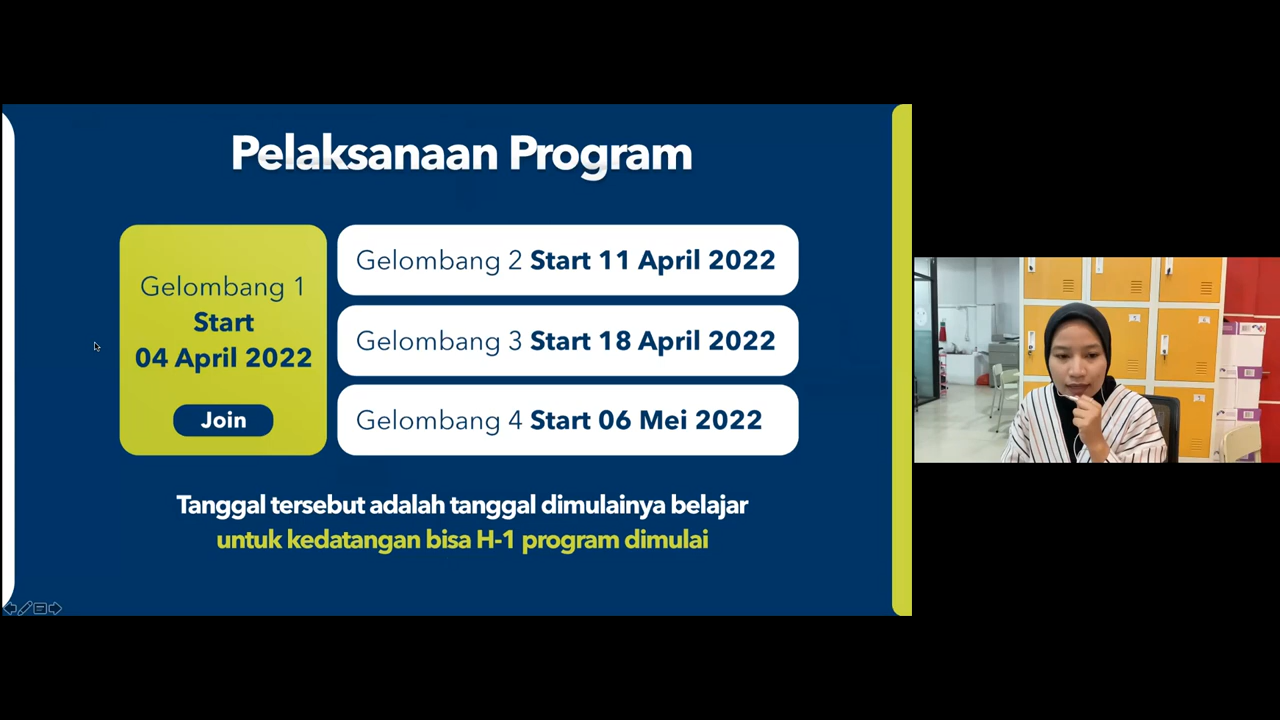 Pelaksanaan Program
Gelombang 1
Start
04 April 2022
Join
Gelombang 2 Start 11 April 2022
Gelombang 3 Start 18 April 2022
Gelombang 4 Start 06 Mei 2022
Tanggal tersebut adalah tanggal dimulainya belajar
untuk kedatangan bisa H-1 program dimulai